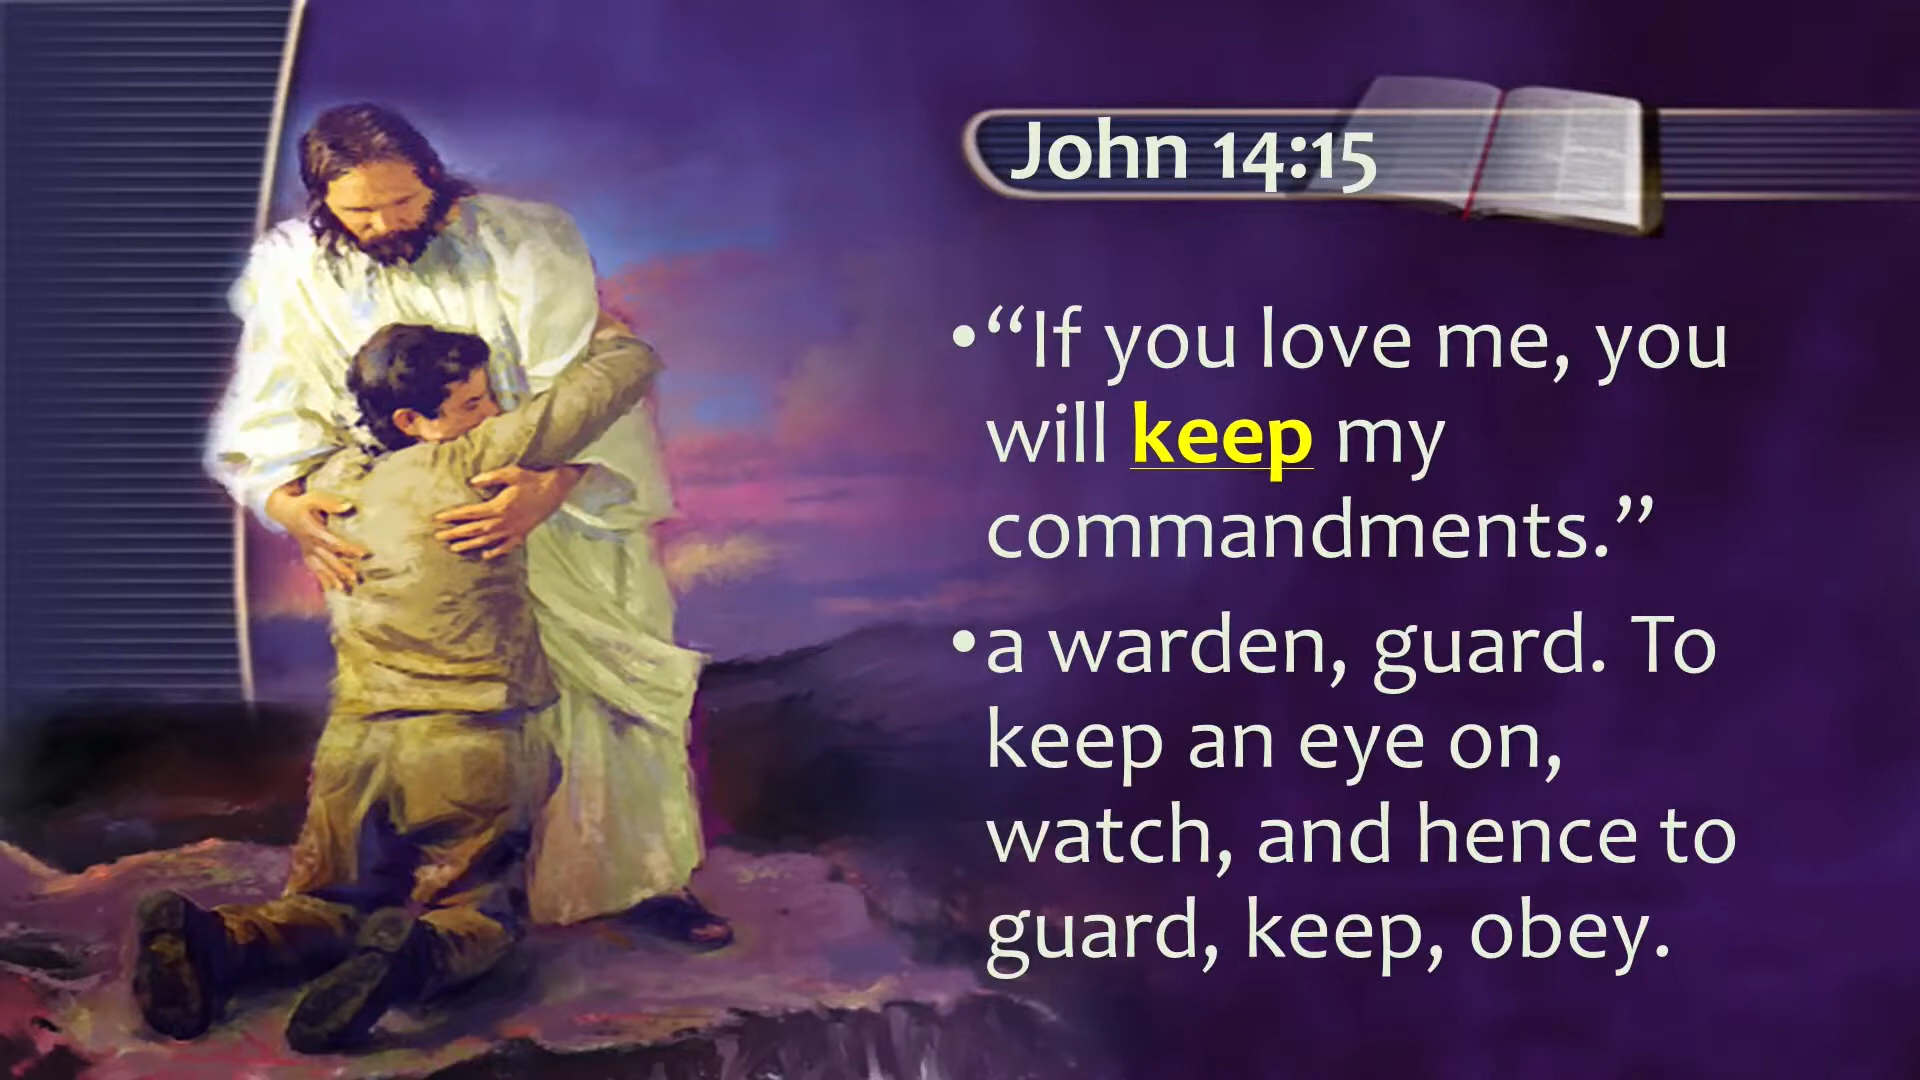 John 14:15
•“If you love me, you
will keep my
commandments.”
•a warden, guard. To
keep an eye on,
watch, and hence to
guard, keep, obey.